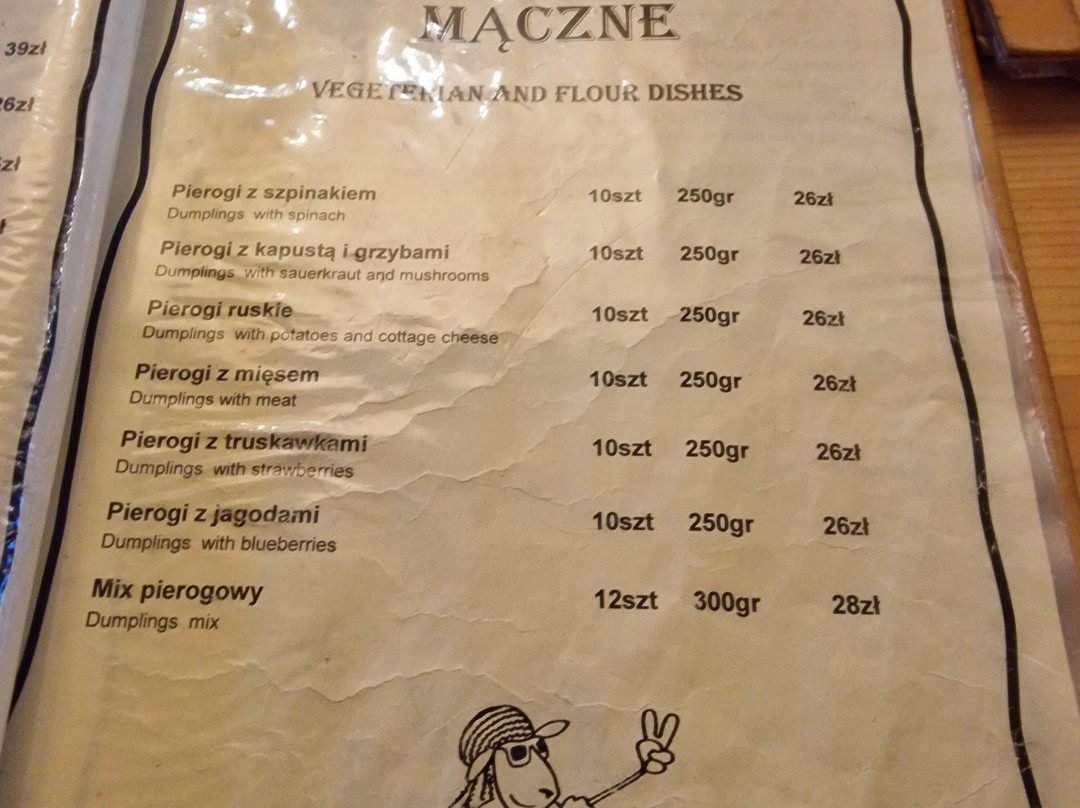 39zł
26zł
zł
MĄCZNE
VEGETERIAN AND FLOUR DISHES
Pierogi z szpinakiem 10szt 250gr 26zł
Dumplings with spinach
Pierogi z kapustą i grzybami 10szt 250gr 26zł
Dumplings with sauerkraut and mushrooms
Pierogi ruskie 10szt 250gr 26zł
Dumplings with potatoes and cottage cheese
Pierogi z mięsem 10szt 250gr 26zł
Dumplings with meat
Pierogi z truskawkami 10szt 250gr 26zł
Dumplings with strawberries
Pierogi z jagodami 10szt 250gr 26zł
Dumplings with blueberries
Mix pierogowy 12szt 300gr 28zł
Dumplings mix